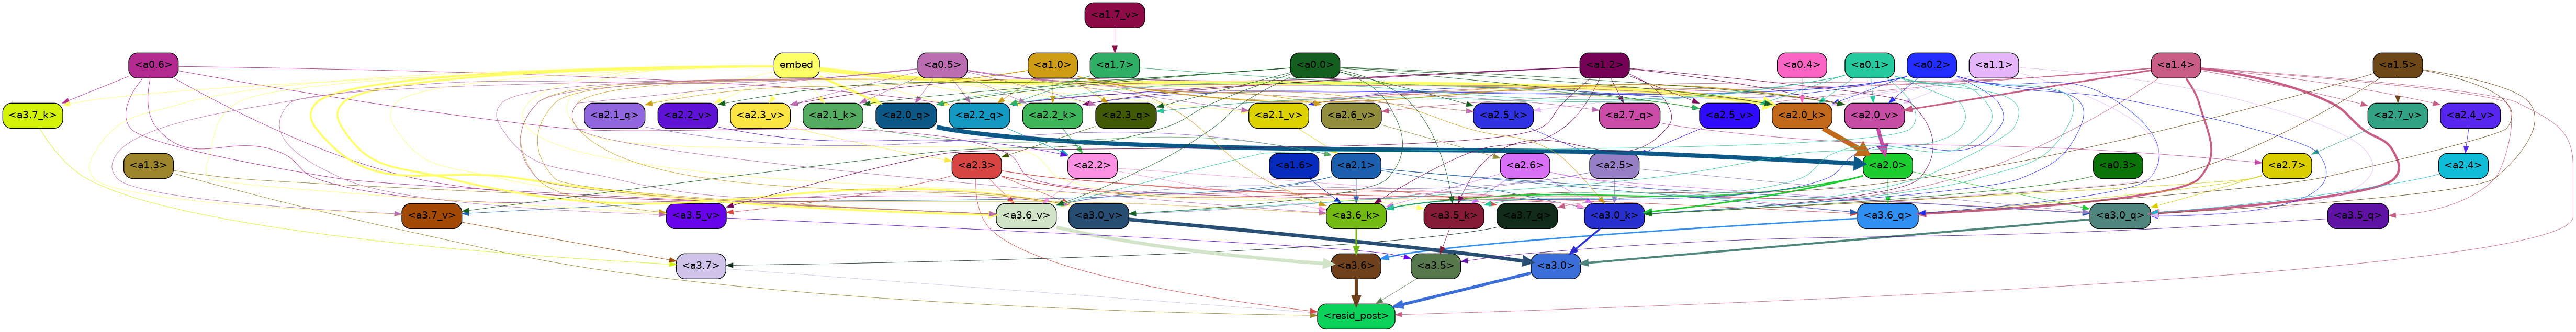 <a1.7_v>
<a0.6> embed <a0.5> <a1.0> <a1.7> <a0.0> <a1.2> <a0.4> <a0.1> <a0.2> <a1.1> <a1.4> <a1.5>
<a3.7_k> <a2.1_q> <a2.2_v> <a2.3_v> <a2.1_k> <a2.0_q> <a2.2_q> <a2.2_k> <a2.3_q> <a2.1_v> <a2.6_v> <a2.5_k> <a2.7_q> <a2.5_v> <a2.0_k> <a2.0_v> <a2.7_v> <a2.4_v>
<a1.3> <a2.3> <a2.2> <a1.6> <a2.1> <a2.6> <a2.5> <a2.0> <a0.3> <a2.7> <a2.4>
<a3.7_v> <a3.5_v> <a3.6_v> <a3.0_v> <a3.6_k> <a3.5_k> <a3.7_q> <a3.0_k> <a3.6_q> <a3.0_q> <a3.5_q>
<a3.7> <a3.6> <a3.5> <a3.0>
<resid_post>